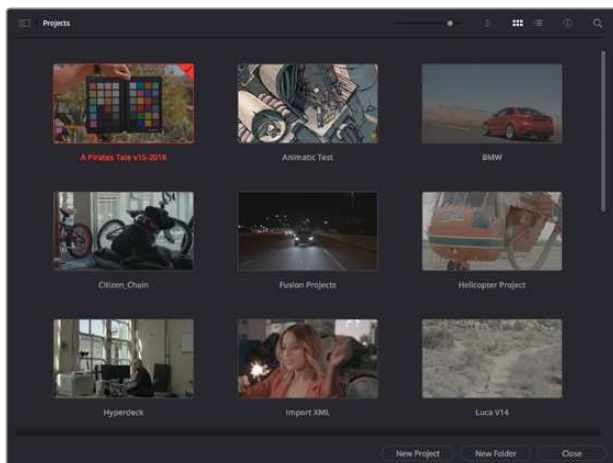 Projects
A Pirates Tale v15-2018
Animatic Test
BMW
Citizen_Chain
Fusion Projects
Helicopter Project
Hyperdeck
Import XML
Luca V14
New Project
New Folder
Close